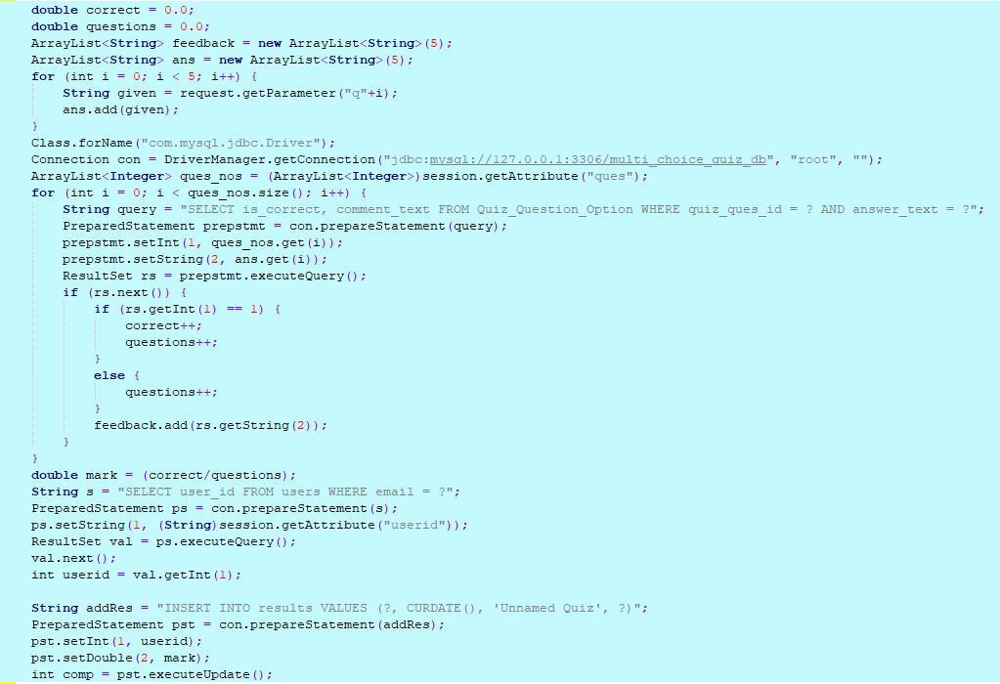 double correct = 0.0;
double questions = 0.0;
ArrayList<String> feedback = new ArrayList<String>(5);
ArrayList<String> ans = new ArrayList<String>(5);
for (int i = 0; i < 5; i++) {
    String given = request.getParameter("q"+i);
    ans.add(given);
}
Class.forName("com.mysql.jdbc.Driver");
Connection con = DriverManager.getConnection("jdbc:mysql://127.0.0.1:3306/multi_choice_quiz_db", "root", "");
ArrayList<Integer> ques_nos = (ArrayList<Integer>)session.getAttribute("ques");
for (int i = 0; i < ques_nos.size(); i++) {
    String query = "SELECT is_correct, comment_text FROM Quiz_Question_Option WHERE quiz_ques_id = ? AND answer_text = ?";
    PreparedStatement prepstmt = con.prepareStatement(query);
    prepstmt.setInt(1, ques_nos.get(i));
    prepstmt.setString(2, ans.get(i));
    ResultSet rs = prepstmt.executeQuery();
    if (rs.next()) {
        if (rs.getInt(1) == 1) {
            correct++;
            questions++;
        }
        else {
            questions++;
        }
        feedback.add(rs.getString(2));
    }
}
double mark = (correct/questions);
String s = "SELECT user_id FROM users WHERE email = ?";
PreparedStatement ps = con.prepareStatement(s);
ps.setString(1, (String)session.getAttribute("userid"));
ResultSet val = ps.executeQuery();
val.next();
int userid = val.getInt(1);

String addRes = "INSERT INTO results VALUES (?, CURDATE(), 'Unnamed Quiz', ?)";
PreparedStatement pst = con.prepareStatement(addRes);
pst.setInt(1, userid);
pst.setDouble(2, mark);
int comp = pst.executeUpdate();